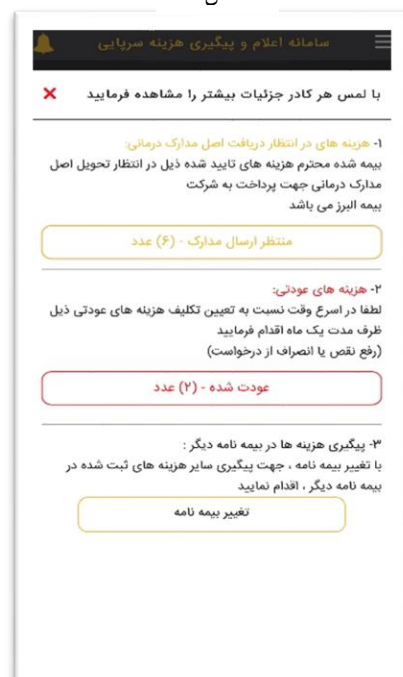 سامانه اعلام و پیگیری هزینه سرپایی
با لمس هر کادر جزئیات بیشتر را مشاهده فرمایید
۱- هزینه های در انتظار دریافت اصل مدارک درمانی:
بیمه شده محترم هزینه های تایید شده ذیل در انتظار تحویل اصل
مدارک درمانی جهت پرداخت به شرکت
بیمه البرز می باشد
منتظر ارسال مدارک - (۶) عدد
۲- هزینه های عودتی:
لطفا در اسرع وقت نسبت به تعیین تکلیف هزینه های عودتی ذیل
ظرف مدت یک ماه اقدام فرمایید
(رفع نقص یا انصراف از درخواست)
عودت شده - (۲) عدد
۳- پیگیری هزینه ها در بیمه نامه دیگر :
با تغییر بیمه نامه ، جهت پیگیری سایر هزینه های ثبت شده در
بیمه نامه دیگر ، اقدام نمایید
تغییر بیمه نامه